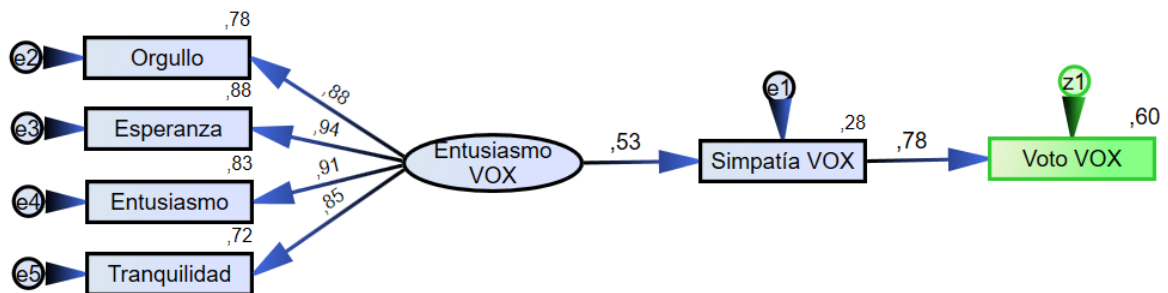 ,78
e2
Orgullo
,88
,88
e3
Esperanza
,94
,83
e4
Entusiasmo
,91
,72
e5
Tranquilidad
,85
Entusiasmo
VOX
,53
e1
,28
Simpatía VOX
,78
z1
,60
Voto VOX